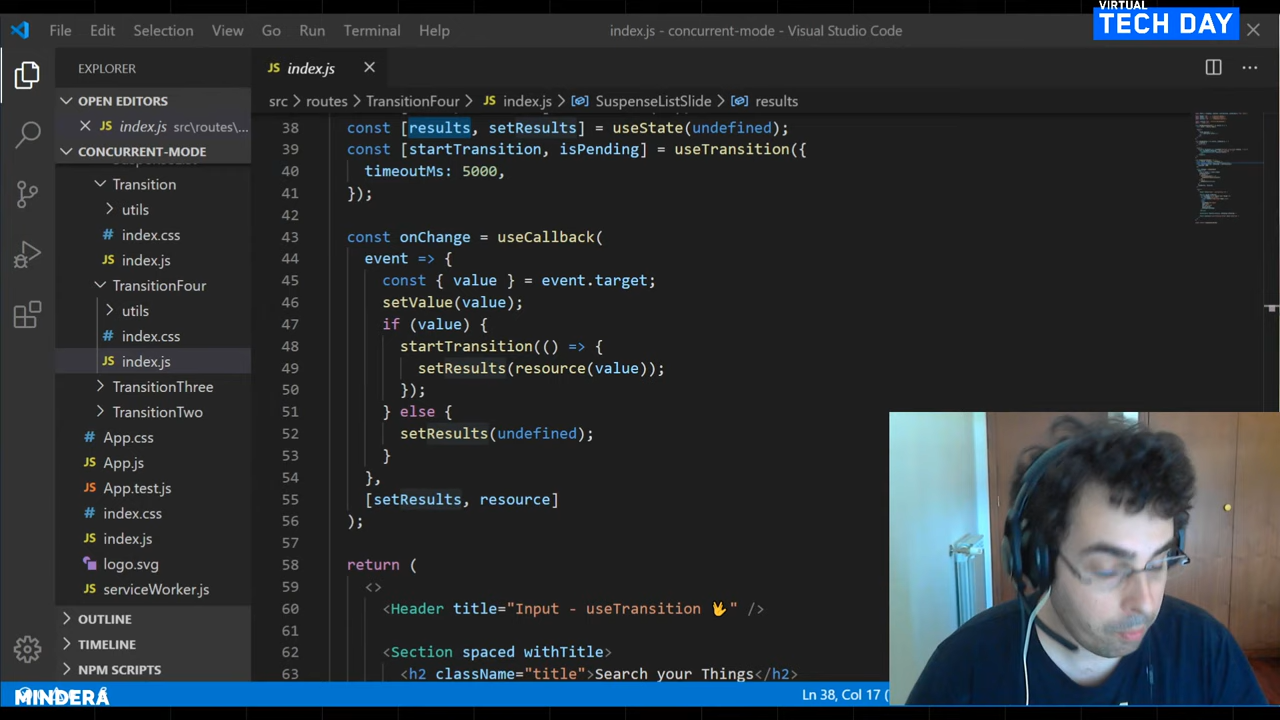 VIRTUAL
TECH DAY
File Edit Selection View Go Run Terminal Help
index.js - concurrent-mode - Visual Studio Code
EXPLORER
OPEN EDITORS
JS index.js src\routes\...
CONCURRENT-MODE
Transition
utils
# index.css
JS index.js
TransitionFour
utils
# index.css
JS index.js
TransitionThree
TransitionTwo
# App.css
JS App.js
JS App.test.js
# index.css
JS index.js
logo.svg
JS serviceWorker.js
OUTLINE
TIMELINE
NPM SCRIPTS
JS index.js
src > routes > TransitionFour > JS index.js > SuspenseListSlide > results
38 const [results, setResults] = useState(undefined);
39 const [startTransition, isPending] = useTransition({
40 timeoutMs: 5000,
41 });
42
43 const onChange = useCallback(
44 event => {
45 const { value } = event.target;
46 setValue(value);
47 if (value) {
48 startTransition(() => {
49 setResults(resource(value));
50 });
51 } else {
52 setResults(undefined);
53 }
54 },
55 [setResults, resource]
56 );
57
58 return (
59 <>
60 <Header title="Input - useTransition 🖖" />
61
62 <Section spaced withTitle>
63 <h2 className="title">Search your Things</h2>
MINDERA
Ln 38, Col 17